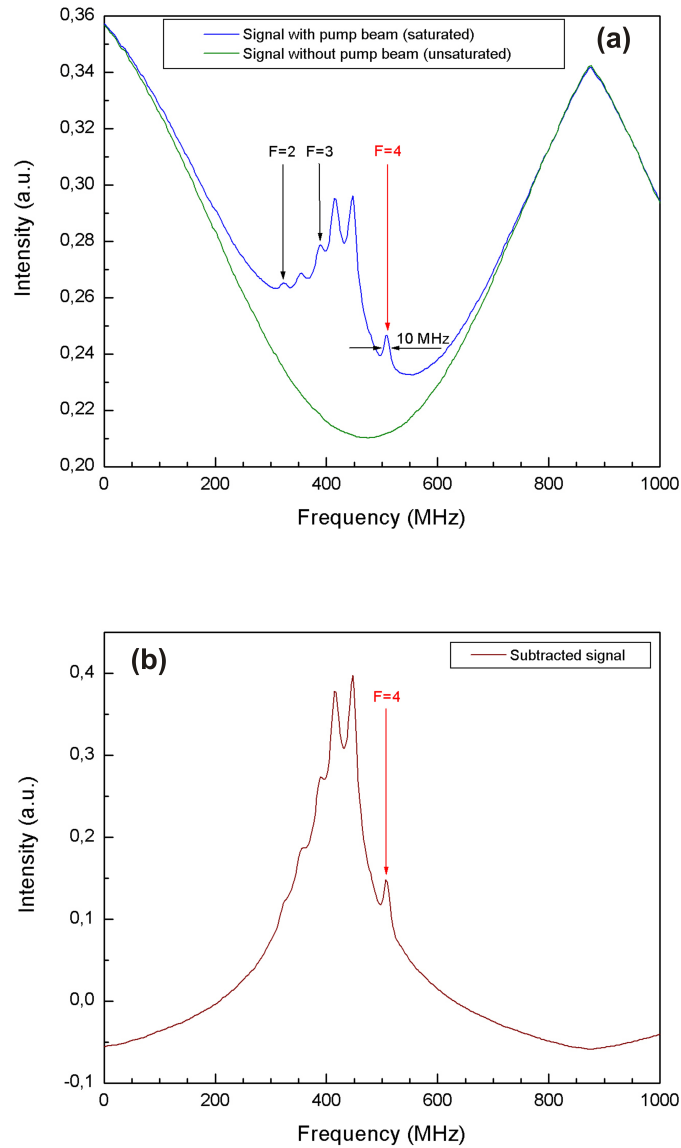 0,36
0,34
0,32
0,30
0,28
0,26
0,24
0,22
0,20
Intensity (a.u.)
Signal with pump beam (saturated)
Signal without pump beam (unsaturated)
(a)
F=2
F=3
F=4
10 MHz
0
200
400
600
800
1000
Frequency (MHz)
0,4
0,3
0,2
0,1
0,0
-0,1
Intensity (a.u.)
(b)
Subtracted signal
F=4
0
200
400
600
800
1000
Frequency (MHz)